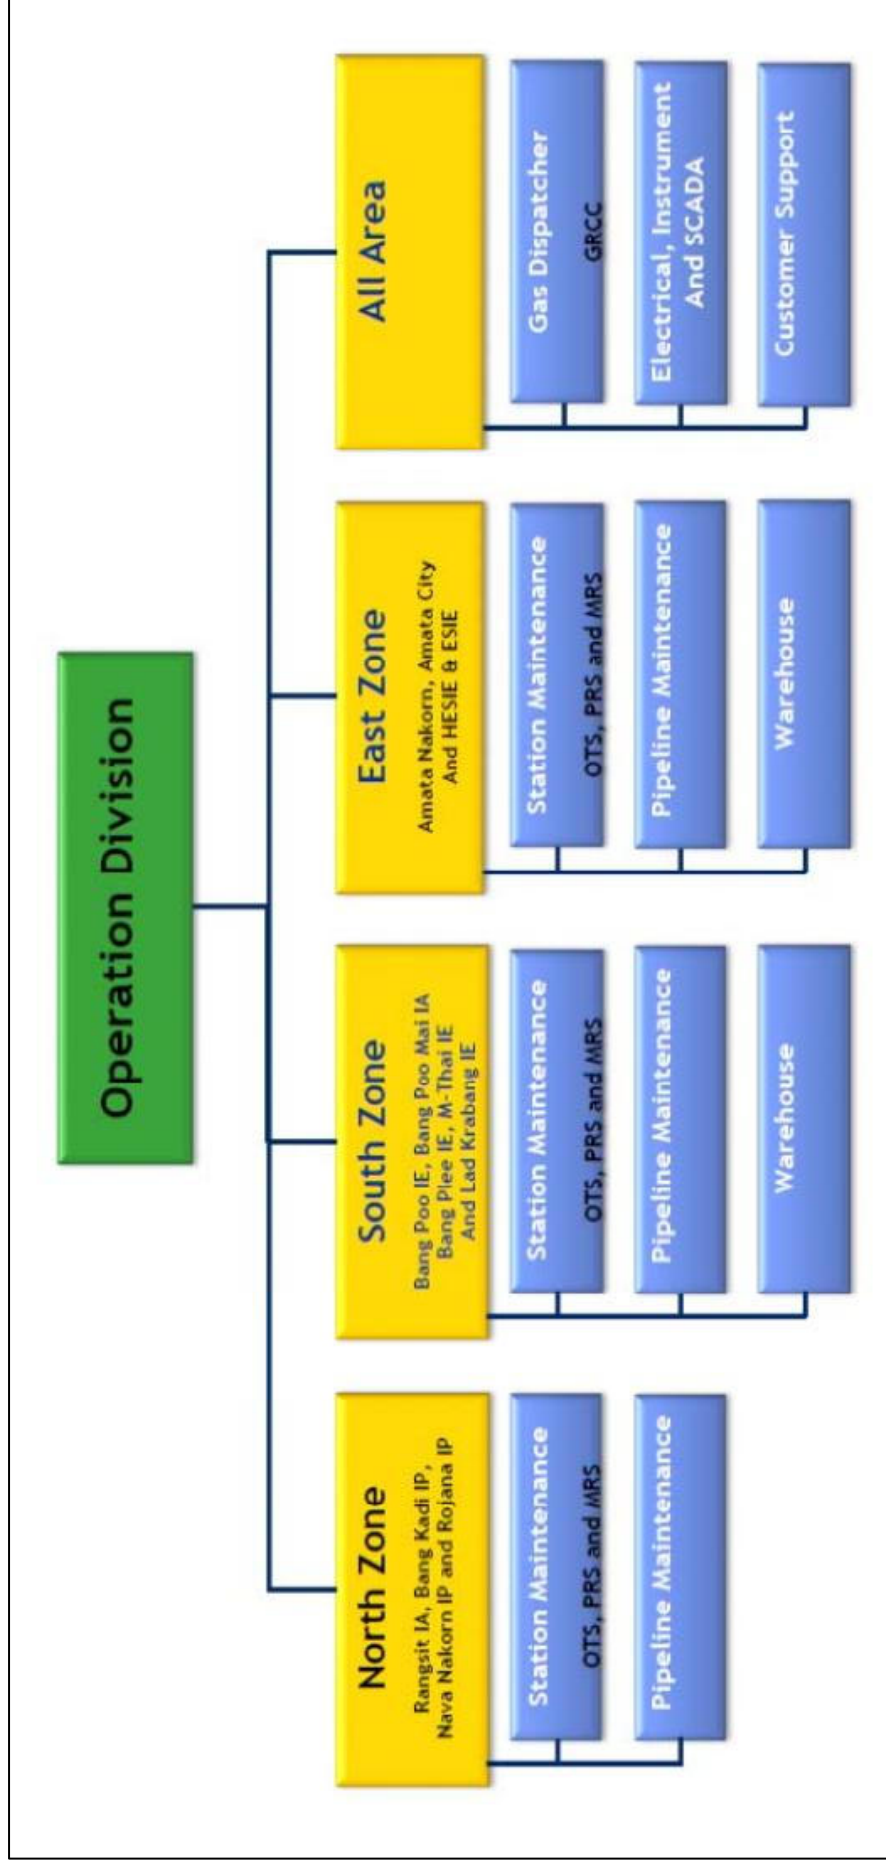 Operation Division
North Zone
Rangsit IA, Bang Kadi IP,
Nava Nakorn IP and Rojana IP
Station Maintenance
OTS, PRS and MRS
Pipeline Maintenance
South Zone
Bang Poo IE, Bang Poo Mai IA
Bang Plee IE, M-Thai IE
And Lad Krabang IE
Station Maintenance
OTS, PRS and MRS
Pipeline Maintenance
Warehouse
East Zone
Amata Nakorn, Amata City
And HESIE & ESIE
Station Maintenance
OTS, PRS and MRS
Pipeline Maintenance
Warehouse
All Area
Gas Dispatcher
GRCC
Electrical, Instrument
And SCADA
Customer Support